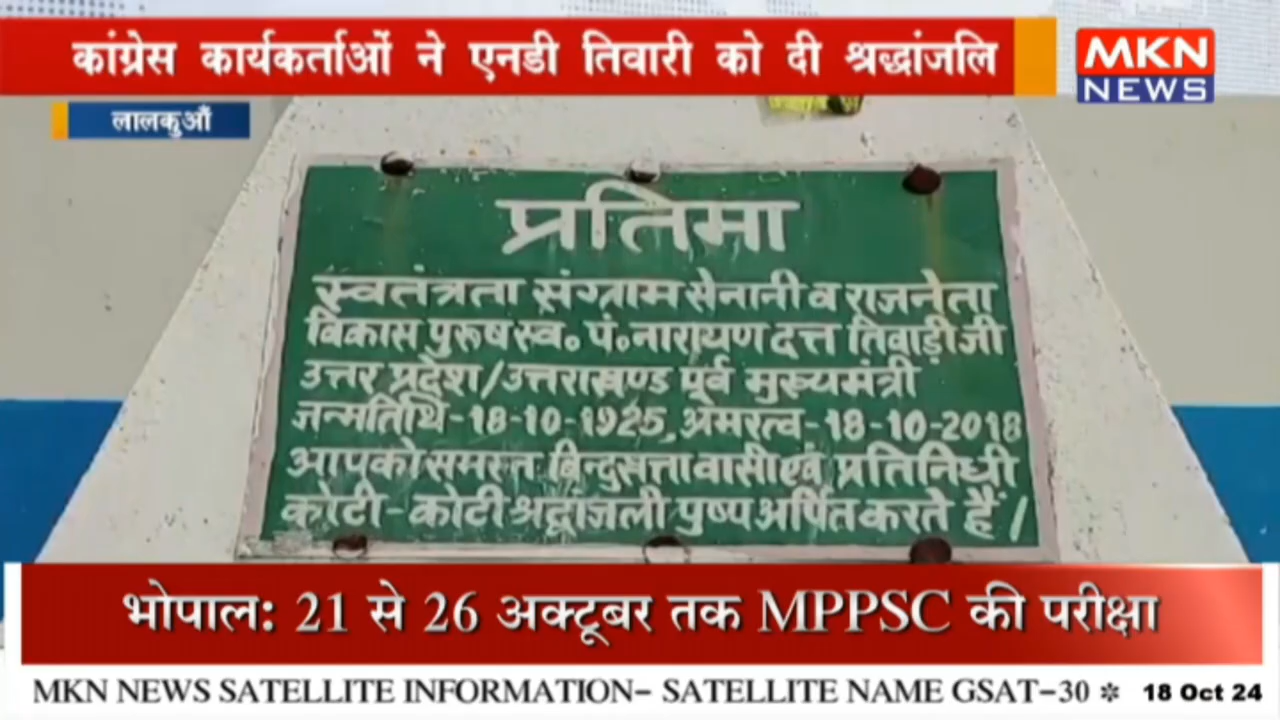 कांग्रेस कार्यकर्ताओं ने एनडी तिवारी को दी श्रद्धांजलि
MKN
NEWS
लालकुआँ
प्रतिमा
स्वतंत्रता संग्राम सेनानी व राजनेता
विकास पुरूष स्व० पं० नारायण दत्त तिवाड़ी जी
उत्तर प्रदेश/उत्तराखण्ड पूर्व मुख्यमंत्री
जन्मतिथि-18-10-1925, अमरत्व-18-10-2018
आपको समस्त बिन्दुसत्ता वासी एवं प्रतिनिधी
कोटी-कोटी श्रद्धांजली पुष्प अर्पित करते हैं/
भोपाल: 21 से 26 अक्टूबर तक MPPSC की परीक्षा
MKN NEWS SATELLITE INFORMATION- SATELLITE NAME GSAT-30 * 18 Oct 24